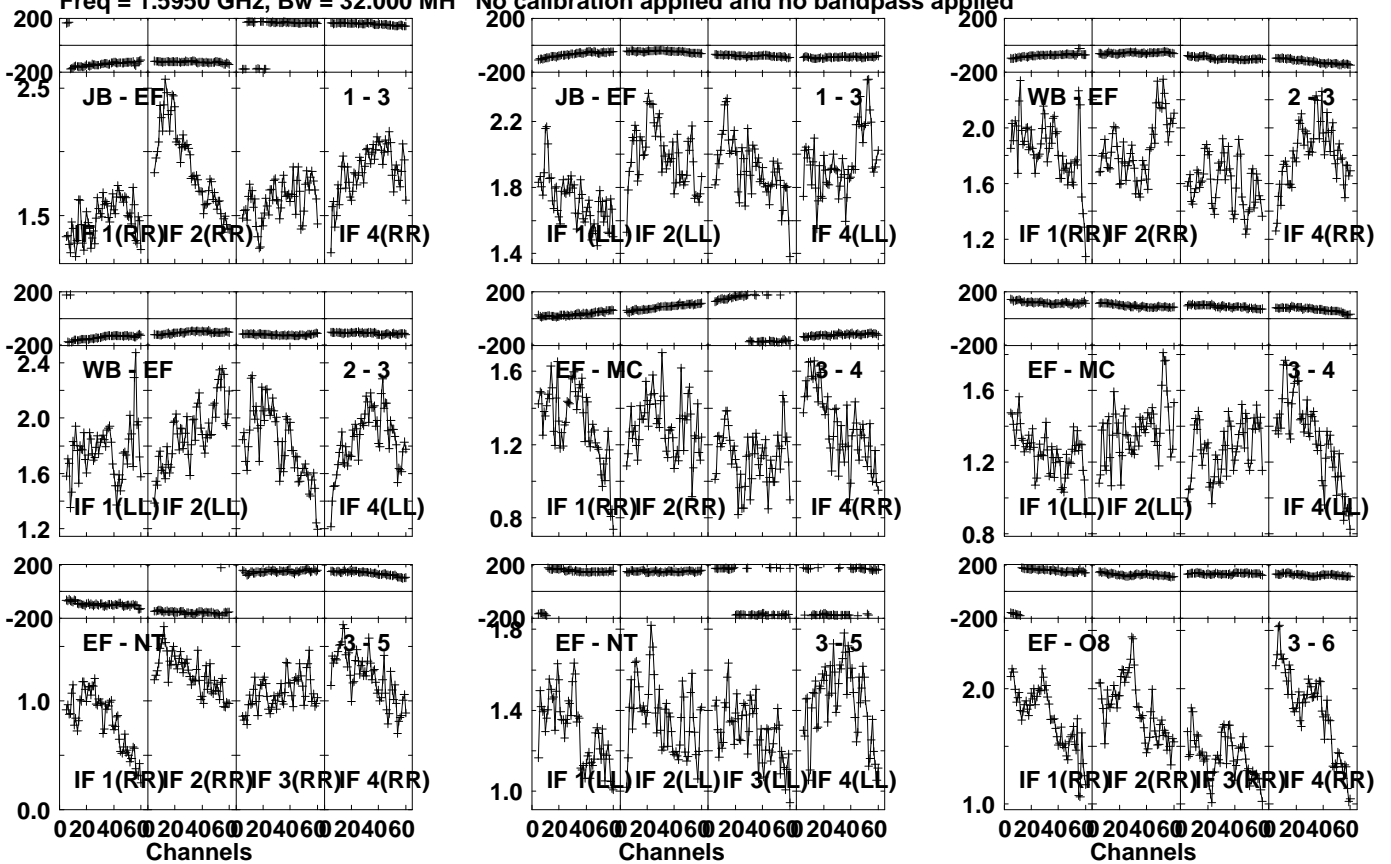 Freq = 1.5950 GHz, Bw = 32.000 MH No calibration applied and no bandpass applied
200
-200
2.5
1.5
JB - EF 1 - 3
IF 1(RR) IF 2(RR) IF 4(RR)
200
-200
2.2
1.8
1.4
JB - EF 1 - 3
IF 1(LL) IF 2(LL) IF 4(LL)
200
-200
2.0
1.6
1.2
WB - EF 2 - 3
IF 1(RR) IF 2(RR) IF 4(RR)
200
-200
2.4
2.0
1.6
1.2
WB - EF 2 - 3
IF 1(LL) IF 2(LL) IF 4(LL)
200
-200
1.6
1.2
0.8
EF - MC 3 - 4
IF 1(RR) IF 2(RR) IF 4(RR)
200
-200
1.6
1.2
0.8
EF - MC 3 - 4
IF 1(LL) IF 2(LL) IF 4(LL)
200
-200
1.0
0.0
EF - NT 3 - 5
IF 1(RR) IF 2(RR) IF 3(RR) IF 4(RR)
0 20 40 60 0 20 40 60 0 20 40 60 0 20 40 60
Channels
200
-200
1.8
1.4
1.0
EF - NT 3 - 5
IF 1(LL) IF 2(LL) IF 3(LL) IF 4(LL)
0 20 40 60 0 20 40 60 0 20 40 60 0 20 40 60
Channels
200
-200
2.0
1.0
EF - O8 3 - 6
IF 1(RR) IF 2(RR) IF 3(RR) IF 4(RR)
0 20 40 60 0 20 40 60 0 20 40 60 0 20 40 60
Channels